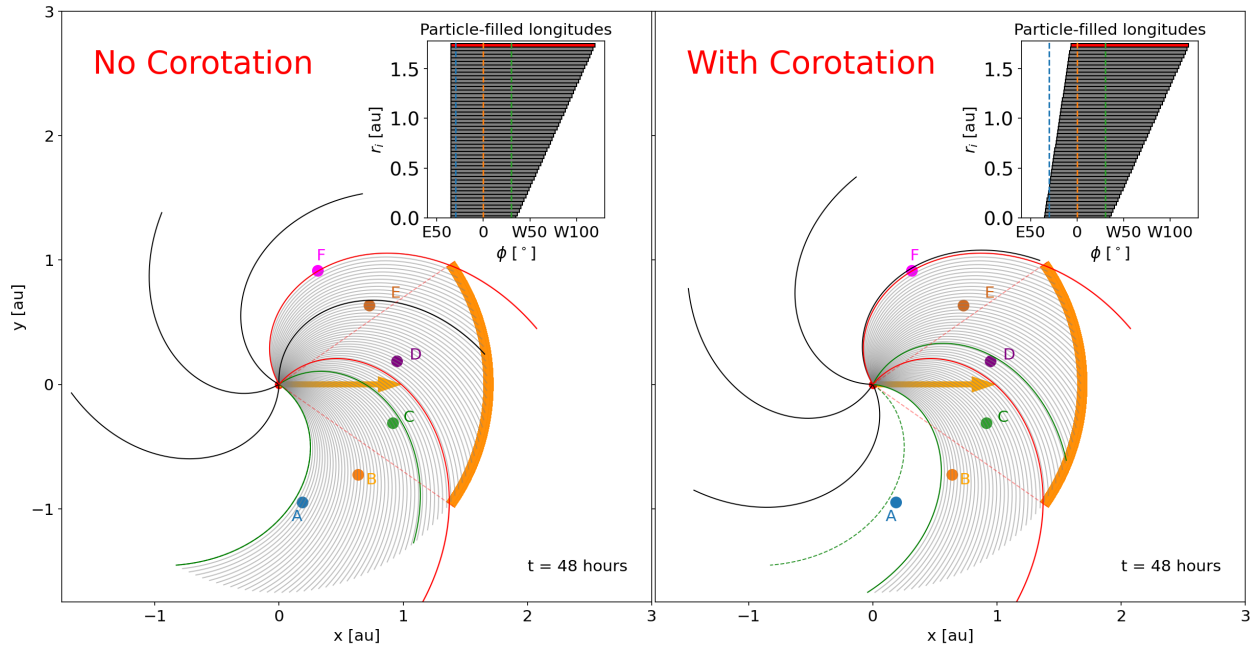 Particle-filled longitudes
No Corotation
1.5
1.0
0.5
0.0
r_i [au]
E50 0 W50 W100
ϕ [°]
3
2
1
0
−1
y [au]
F
E
D
C
B
A
t = 48 hours
−1 0 1 2 3
x [au]
Particle-filled longitudes
With Corotation
1.5
1.0
0.5
0.0
r_i [au]
E50 0 W50 W100
ϕ [°]
F
E
D
C
B
A
t = 48 hours
−1 0 1 2 3
x [au]